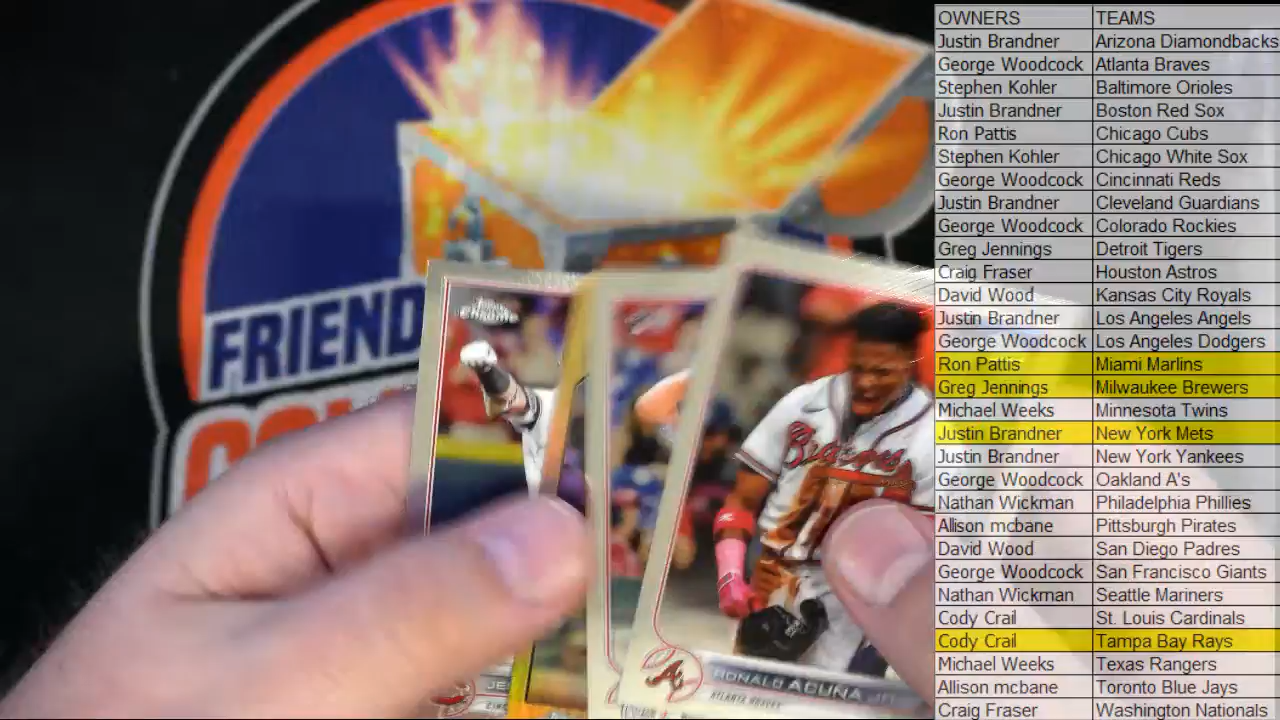 OWNERS TEAMS
Justin Brandner Arizona Diamondbacks
George Woodcock Atlanta Braves
Stephen Kohler Baltimore Orioles
Justin Brandner Boston Red Sox
Ron Pattis Chicago Cubs
Stephen Kohler Chicago White Sox
George Woodcock Cincinnati Reds
Justin Brandner Cleveland Guardians
George Woodcock Colorado Rockies
Greg Jennings Detroit Tigers
Craig Fraser Houston Astros
David Wood Kansas City Royals
Justin Brandner Los Angeles Angels
George Woodcock Los Angeles Dodgers
Ron Pattis Miami Marlins
Greg Jennings Milwaukee Brewers
Michael Weeks Minnesota Twins
Justin Brandner New York Mets
Justin Brandner New York Yankees
George Woodcock Oakland A's
Nathan Wickman Philadelphia Phillies
Allison mcbane Pittsburgh Pirates
David Wood San Diego Padres
George Woodcock San Francisco Giants
Nathan Wickman Seattle Mariners
Cody Crail St. Louis Cardinals
Cody Crail Tampa Bay Rays
Michael Weeks Texas Rangers
Allison mcbane Toronto Blue Jays
Craig Fraser Washington Nationals
FRIEND
Braves
A
RONALD ACUÑA JR.
ATLANTA BRAVES